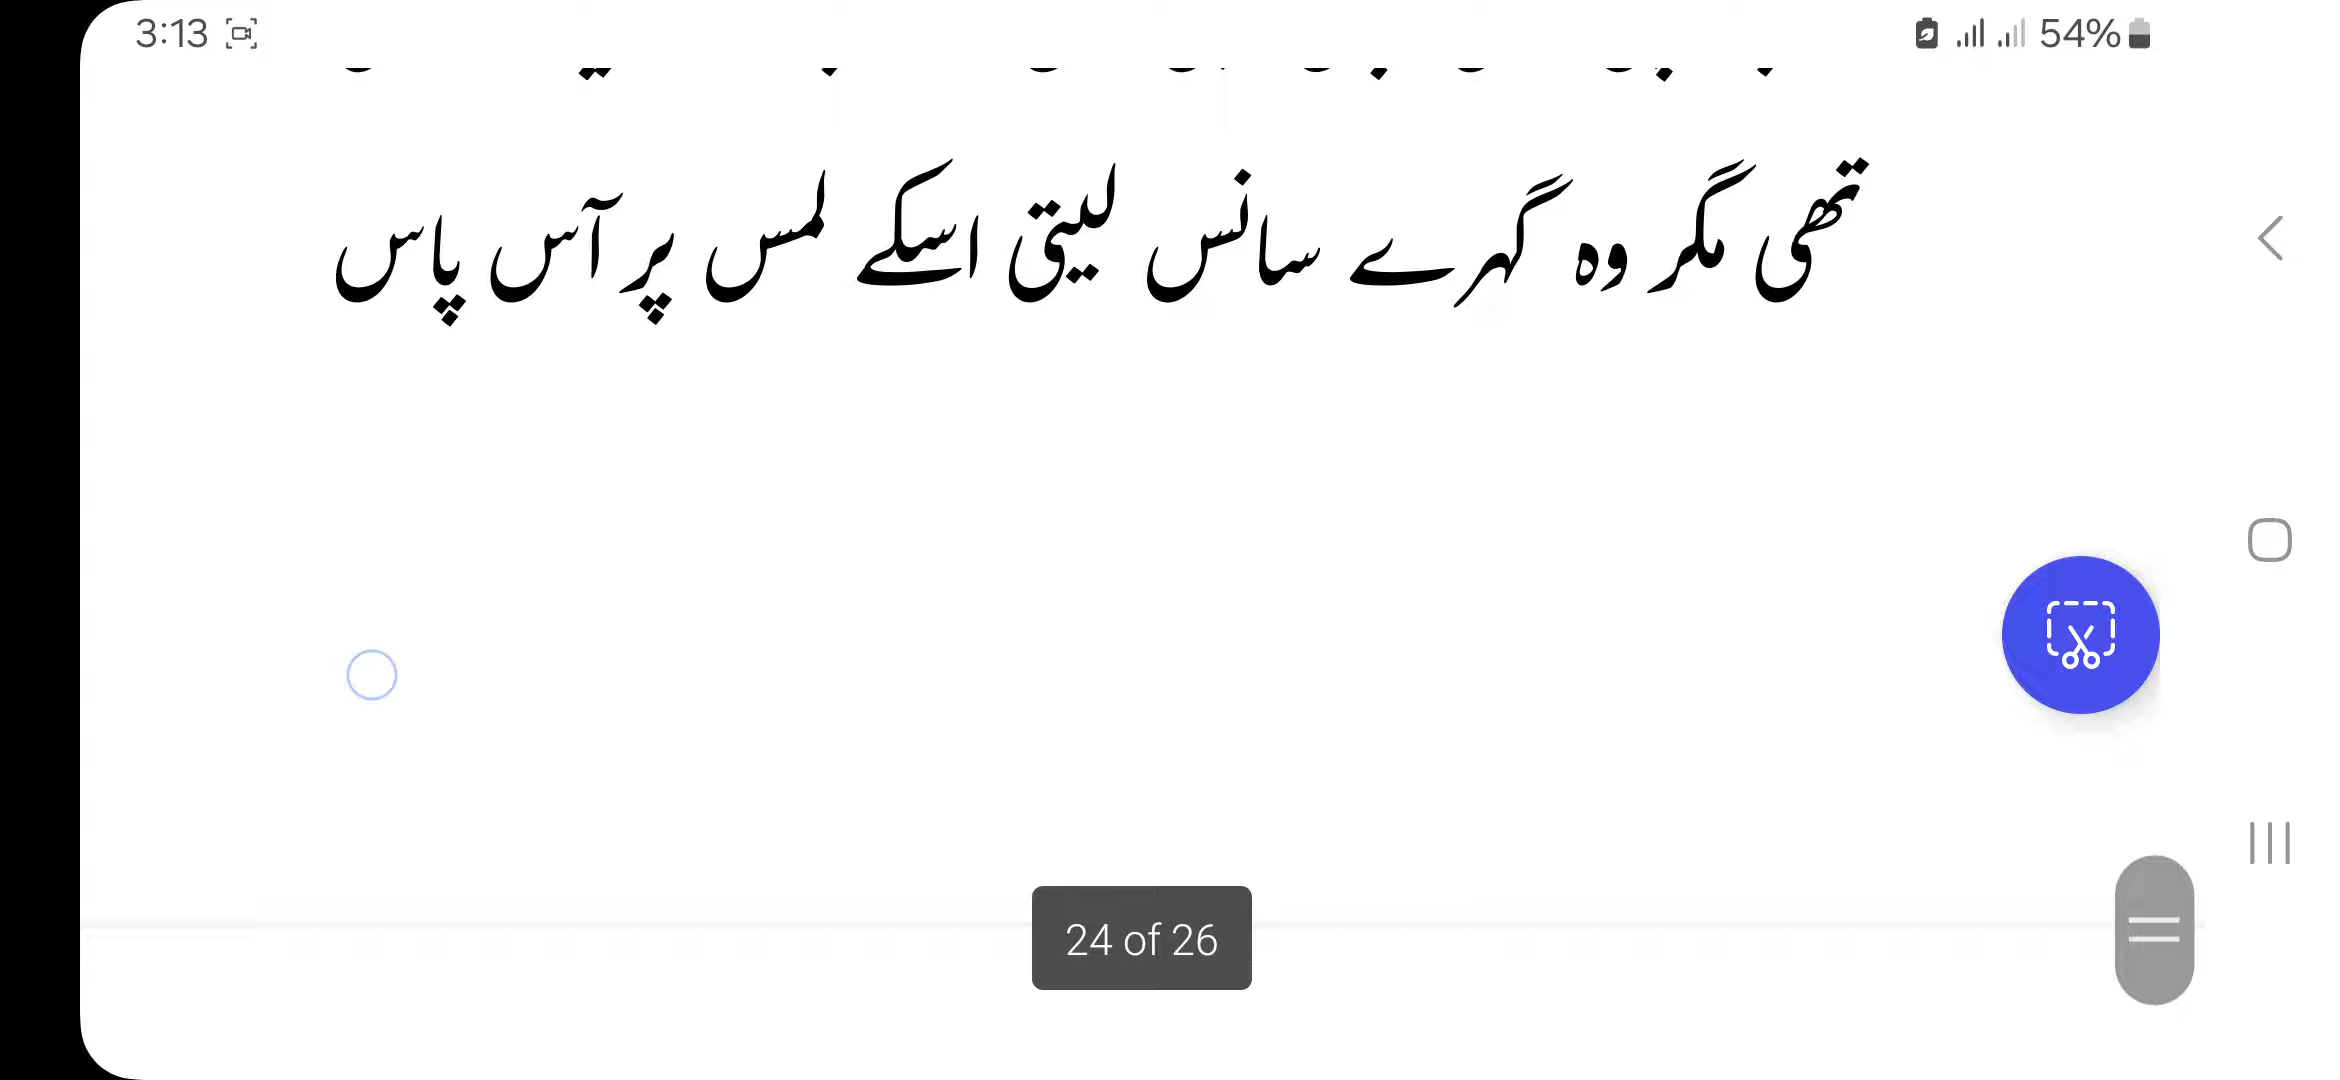 3:13
54%
تھی مگر وہ گہرے سانس لیتی اسکے لمس پر آس پاس
24 of 26